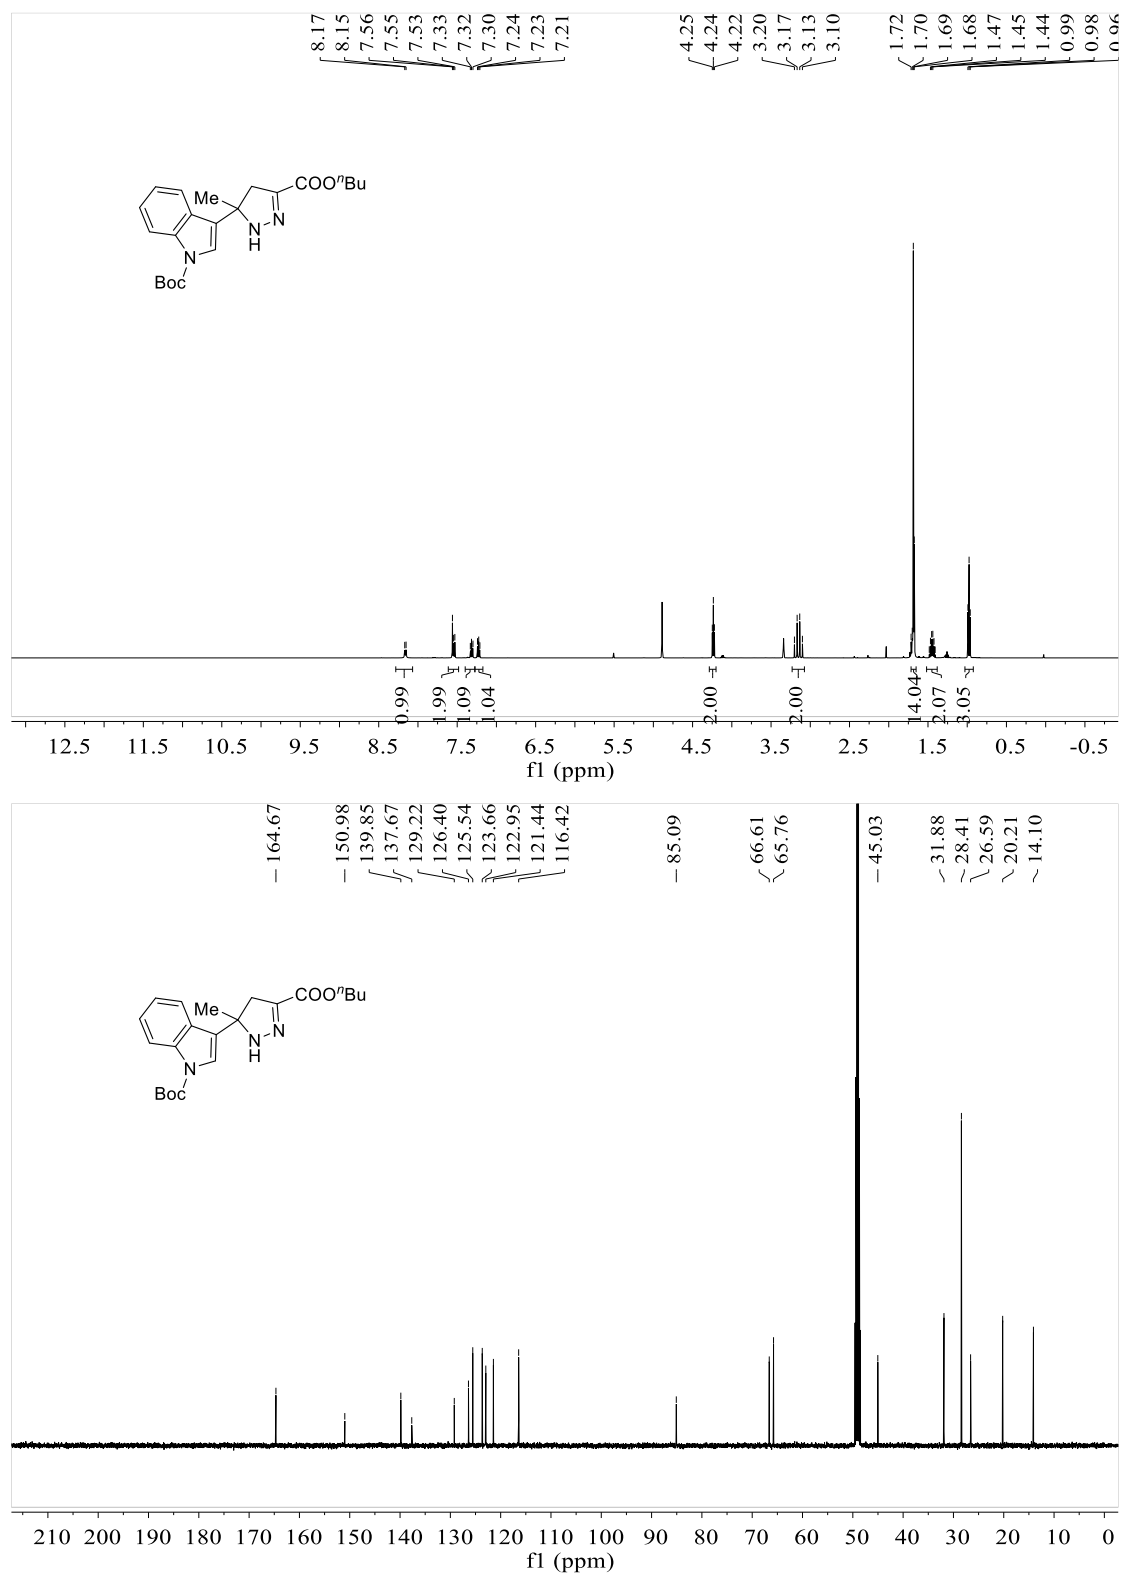 8.17 8.15 7.56 7.55 7.53 7.33 7.32 7.30 7.24 7.23 7.21 4.25 4.24 4.22 3.20 3.17 3.13 3.10 1.72 1.70 1.69 1.68 1.47 1.45 1.44 0.99 0.98 0.96
COOnBu
Me
N
NH
N
Boc
0.99 1.99 1.09 1.04 2.00 2.00 14.04 2.07 3.05
12.5 11.5 10.5 9.5 8.5 7.5 6.5 5.5 4.5 3.5 2.5 1.5 0.5 -0.5
f1 (ppm)
164.67 150.98 139.85 137.67 129.22 126.40 125.54 123.66 122.95 121.44 116.42 85.09 66.61 65.76 45.03 31.88 28.41 26.59 20.21 14.10
COOnBu
Me
N
NH
N
Boc
210 200 190 180 170 160 150 140 130 120 110 100 90 80 70 60 50 40 30 20 10 0
f1 (ppm)